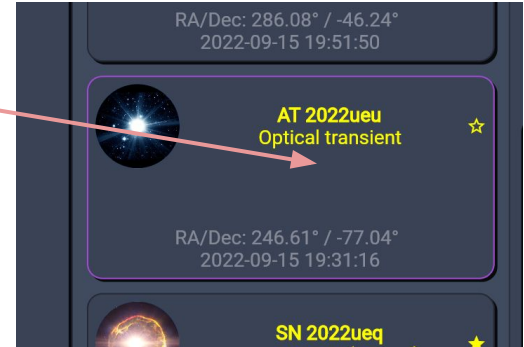 RA/Dec: 286.08° / -46.24°
2022-09-15 19:51:50
AT 2022ueu
Optical transient
RA/Dec: 246.61° / -77.04°
2022-09-15 19:31:16
SN 2022ueq